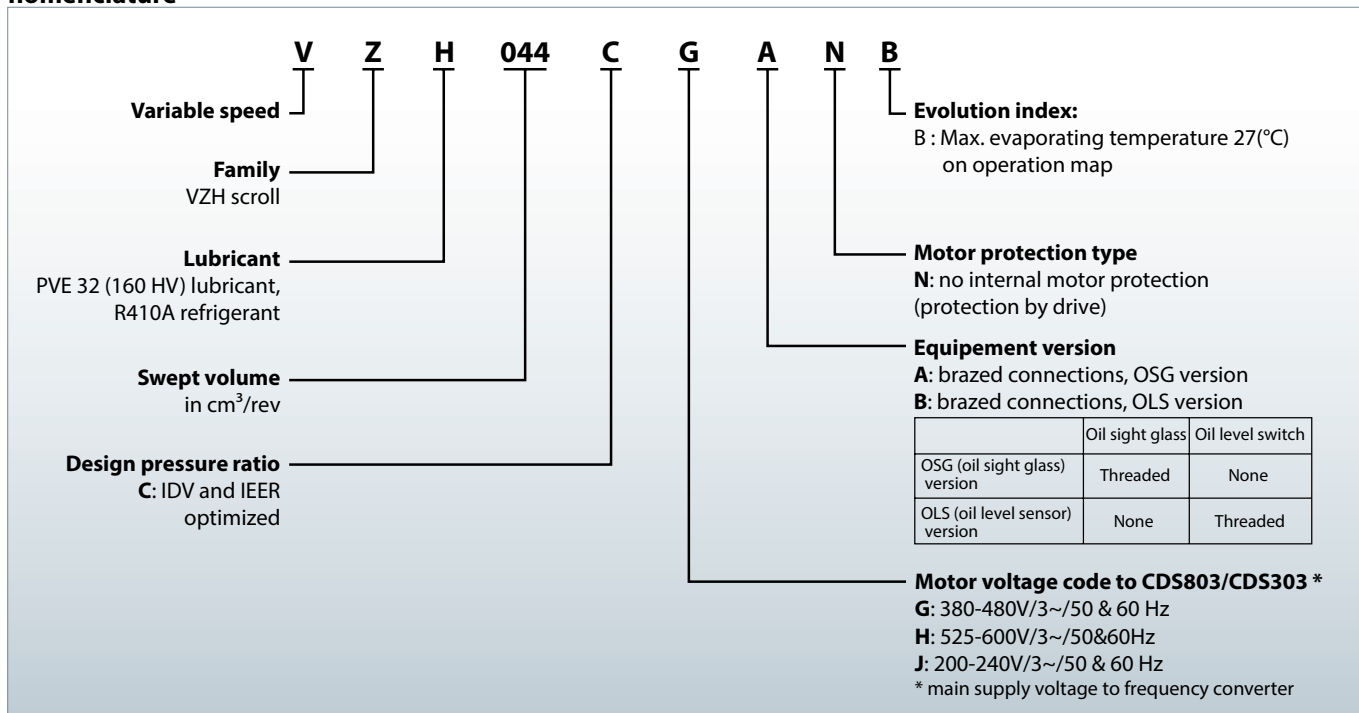 nomenclature
V Z H 044 C G A N B
Variable speed
Family
VZH scroll
Lubricant
PVE 32 (160 HV) lubricant,
R410A refrigerant
Swept volume
in cm³/rev
Design pressure ratio
C: IDV and IEER
optimized
Evolution index:
B : Max. evaporating temperature 27(°C)
on operation map
Motor protection type
N: no internal motor protection
(protection by drive)
Equipement version
A: brazed connections, OSG version
B: brazed connections, OLS version
Oil sight glass Oil level switch
OSG (oil sight glass)
version
Threaded None
OLS (oil level sensor)
version
None Threaded
Motor voltage code to CDS803/CDS303 *
G: 380-480V/3~/50 & 60 Hz
H: 525-600V/3~/50&60Hz
J: 200-240V/3~/50 & 60 Hz
* main supply voltage to frequency converter